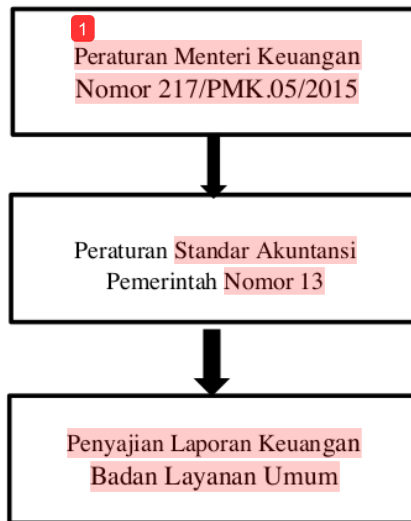 1
Peraturan Menteri Keuangan
Nomor 217/PMK.05/2015
Peraturan Standar Akuntansi
Pemerintah Nomor 13
Penyajian Laporan Keuangan
Badan Layanan Umum